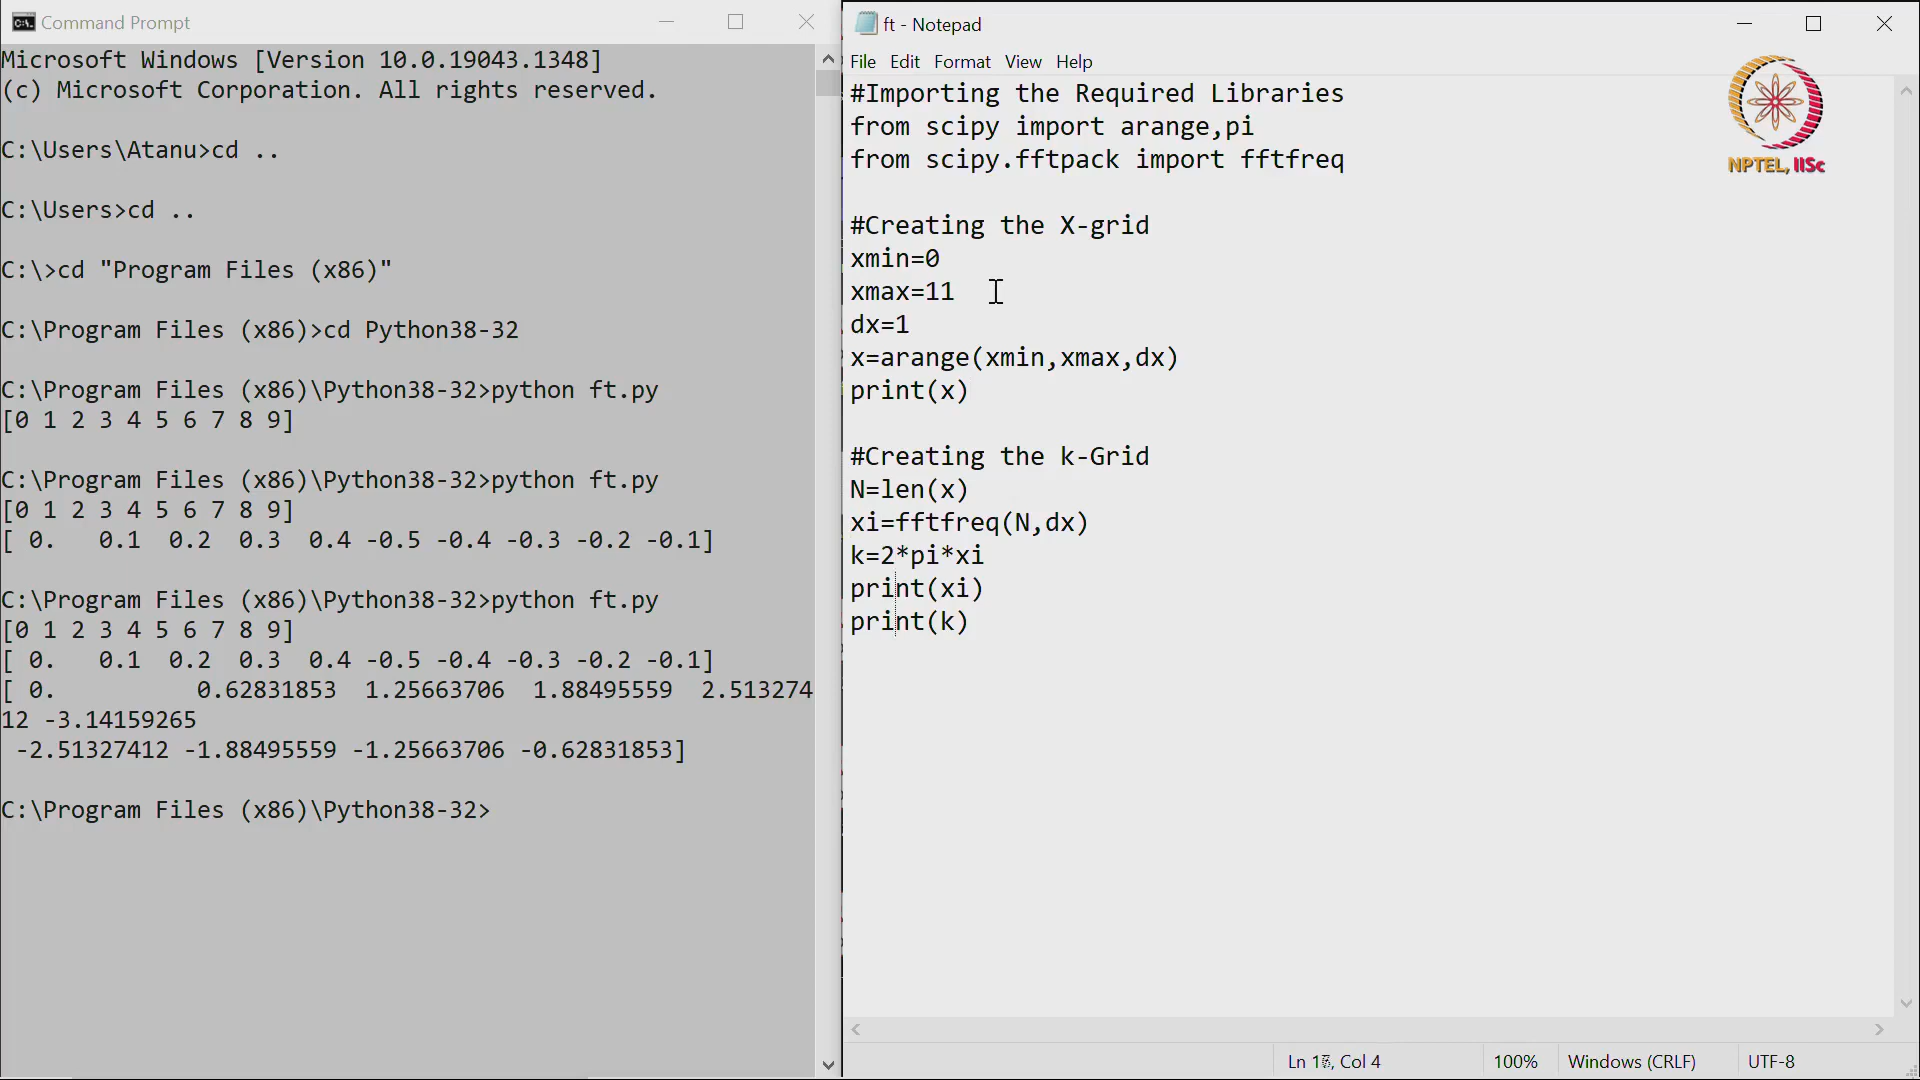 Command Prompt
Microsoft Windows [Version 10.0.19043.1348]
(c) Microsoft Corporation. All rights reserved.
C:\Users\Atanu>cd ..
C:\Users>cd ..
C:\>cd "Program Files (x86)"
C:\Program Files (x86)>cd Python38-32
C:\Program Files (x86)\Python38-32>python ft.py
[0 1 2 3 4 5 6 7 8 9]
C:\Program Files (x86)\Python38-32>python ft.py
[0 1 2 3 4 5 6 7 8 9]
[ 0.   0.1  0.2  0.3  0.4 -0.5 -0.4 -0.3 -0.2 -0.1]
C:\Program Files (x86)\Python38-32>python ft.py
[0 1 2 3 4 5 6 7 8 9]
[ 0.   0.1  0.2  0.3  0.4 -0.5 -0.4 -0.3 -0.2 -0.1]
[ 0.          0.62831853  1.25663706  1.88495559  2.513274
12 -3.14159265
 -2.51327412 -1.88495559 -1.25663706 -0.62831853]
C:\Program Files (x86)\Python38-32>
ft - Notepad
File Edit Format View Help
#Importing the Required Libraries
from scipy import arange,pi
from scipy.fftpack import fftfreq
#Creating the X-grid
xmin=0
xmax=11
dx=1
x=arange(xmin,xmax,dx)
print(x)
#Creating the k-Grid
N=len(x)
xi=fftfreq(N,dx)
k=2*pi*xi
print(xi)
print(k)
NPTEL, IISc
Ln , Col 4
100%
Windows (CRLF)
UTF-8